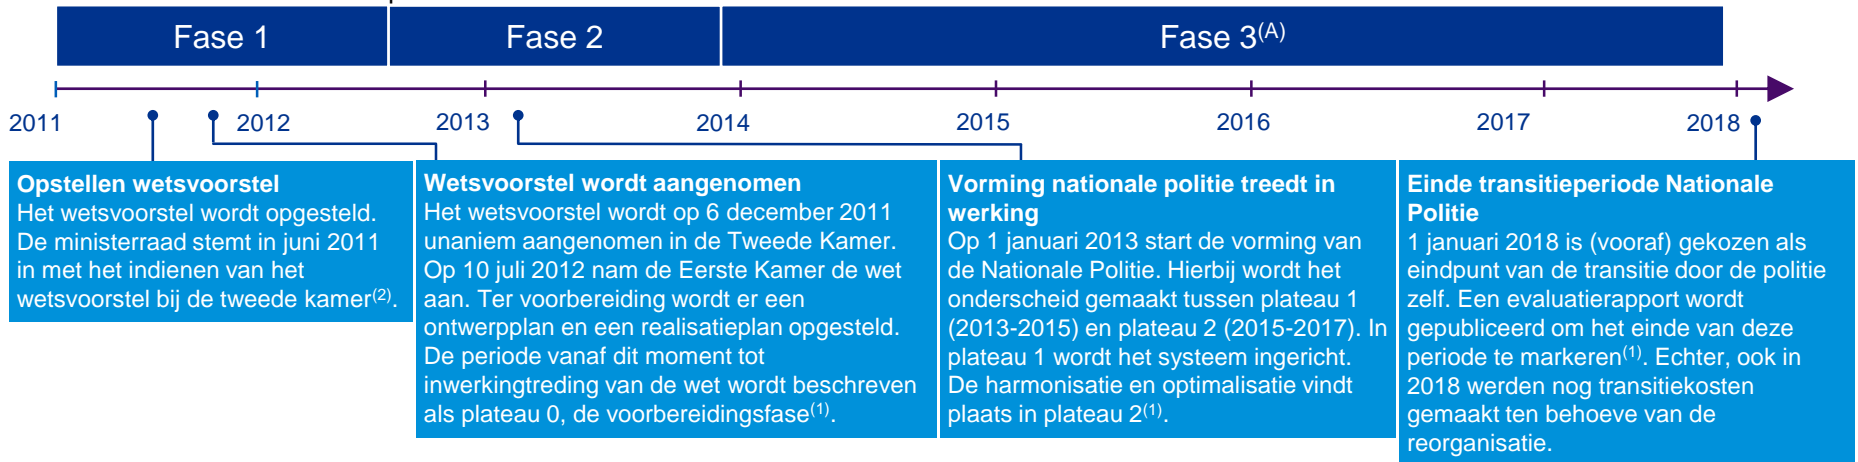 Fase 1
Fase 2
Fase 3(A)
2011
2012
2013
2014
2015
2016
2017
2018
Opstellen wetsvoorstel
Het wetsvoorstel wordt opgesteld.
De ministerraad stemt in juni 2011
in met het indienen van het
wetsvoorstel bij de tweede kamer(2).
Wetsvoorstel wordt aangenomen
Het wetsvoorstel wordt op 6 december 2011
unaniem aangenomen in de Tweede Kamer.
Op 10 juli 2012 nam de Eerste Kamer de wet
aan. Ter voorbereiding wordt er een
ontwerpplan en een realisatieplan opgesteld.
De periode vanaf dit moment tot
inwerkingtreding van de wet wordt beschreven
als plateau 0, de voorbereidingsfase(1).
Vorming nationale politie treedt in
werking
Op 1 januari 2013 start de vorming van
de Nationale Politie. Hierbij wordt het
onderscheid gemaakt tussen plateau 1
(2013-2015) en plateau 2 (2015-2017). In
plateau 1 wordt het systeem ingericht.
De harmonisatie en optimalisatie vindt
plaats in plateau 2(1).
Einde transitieperiode Nationale
Politie
1 januari 2018 is (vooraf) gekozen als
eindpunt van de transitie door de politie
zelf. Een evaluatierapport wordt
gepubliceerd om het einde van deze
periode te markeren(1). Echter, ook in
2018 werden nog transitiekosten
gemaakt ten behoeve van de
reorganisatie.